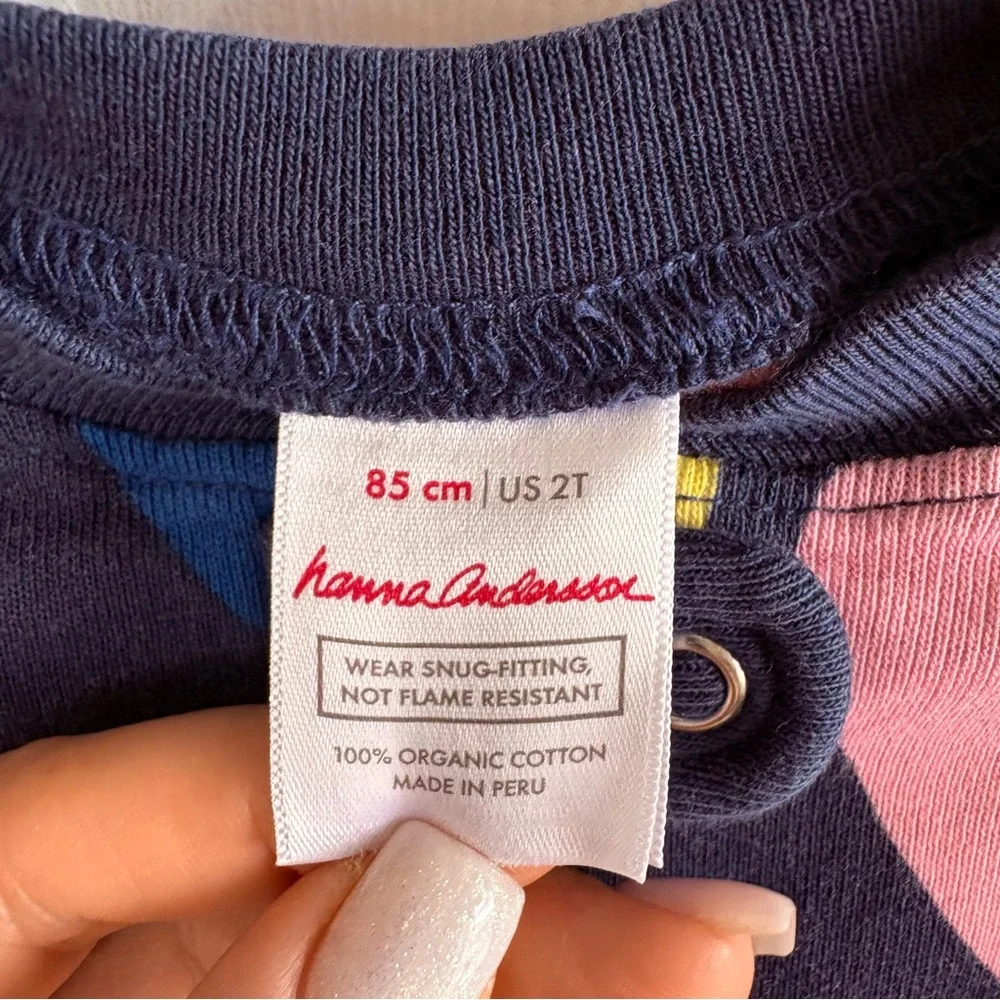 85 cm | US 2T
hanna Andersson
WEAR SNUG-FITTING,
NOT FLAME RESISTANT
100% ORGANIC COTTON
MADE IN PERU